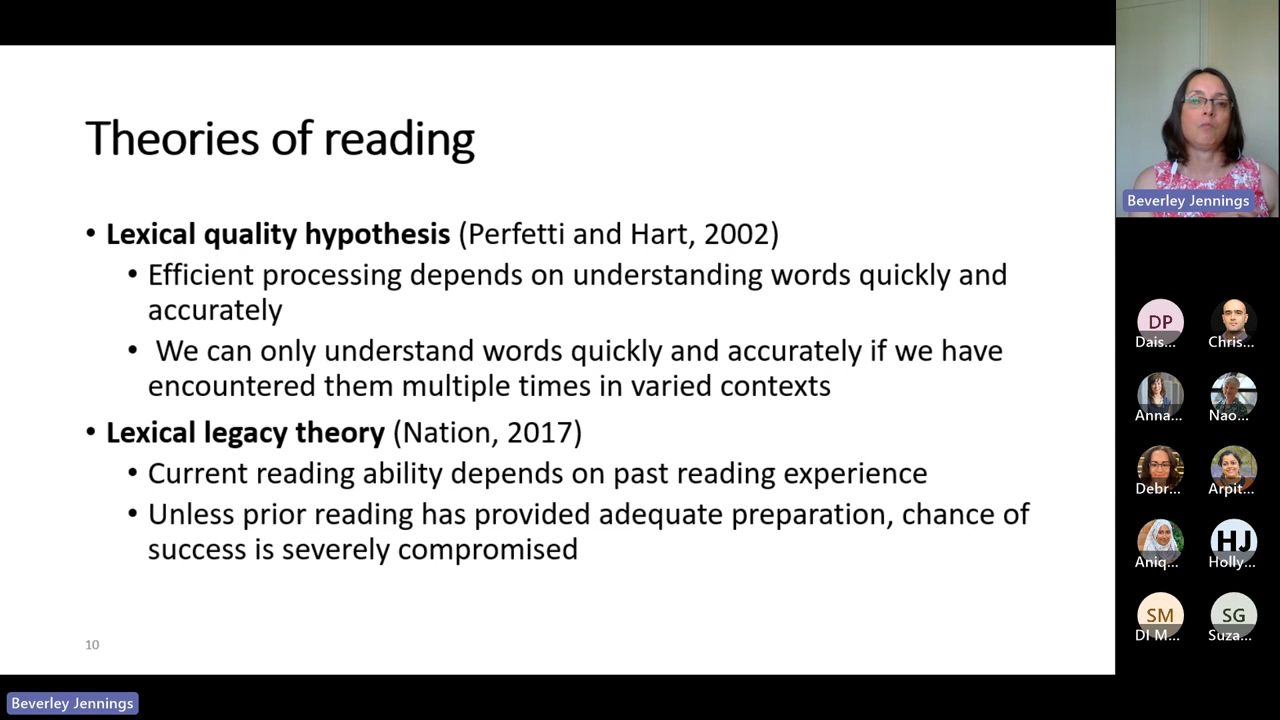 Theories of reading
• Lexical quality hypothesis (Perfetti and Hart, 2002)
• Efficient processing depends on understanding words quickly and
accurately
• We can only understand words quickly and accurately if we have
encountered them multiple times in varied contexts
• Lexical legacy theory (Nation, 2017)
• Current reading ability depends on past reading experience
• Unless prior reading has provided adequate preparation, chance of
success is severely compromised
10
Beverley Jennings
Beverley Jennings
DP
Dais...
Chris...
Anna...
Nao...
Debr...
Arpit...
Aniq...
HJ
Holly...
SM
DI M...
SG
Suza...